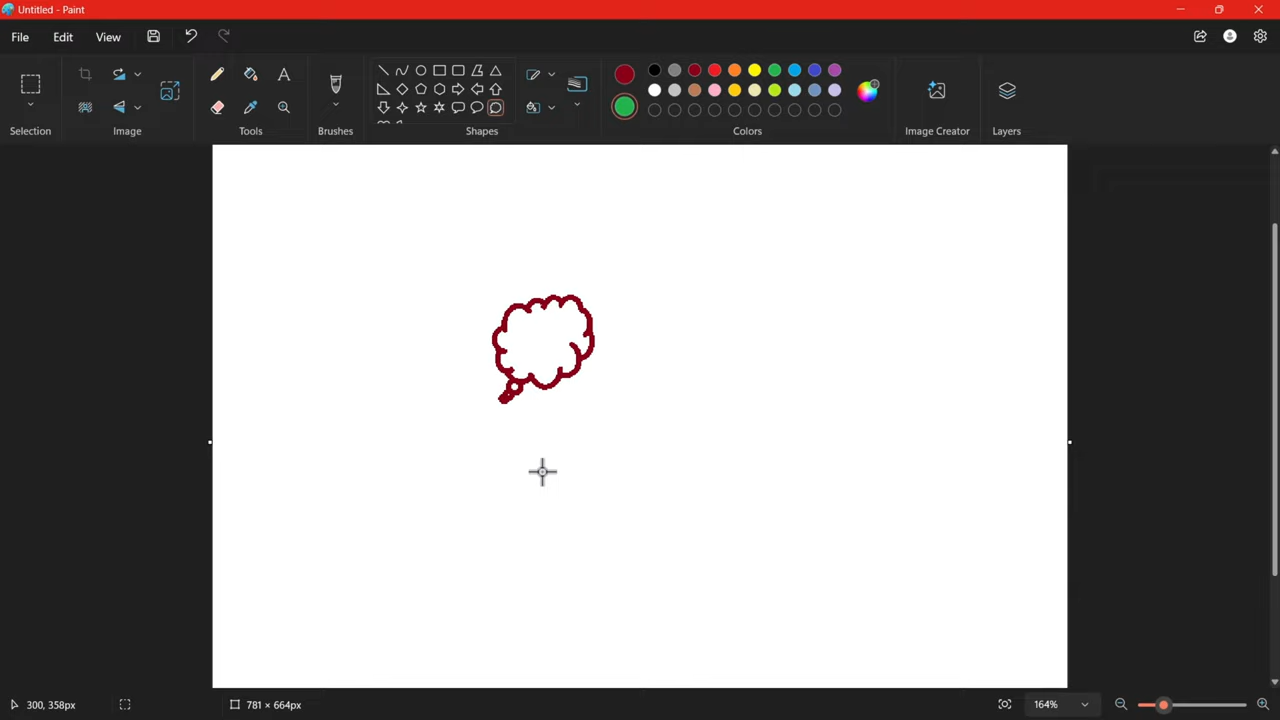 Untitled - Paint
File Edit View
Selection Image Tools Brushes Shapes Colors Image Creator Layers
300, 358px 781 × 664px 164%